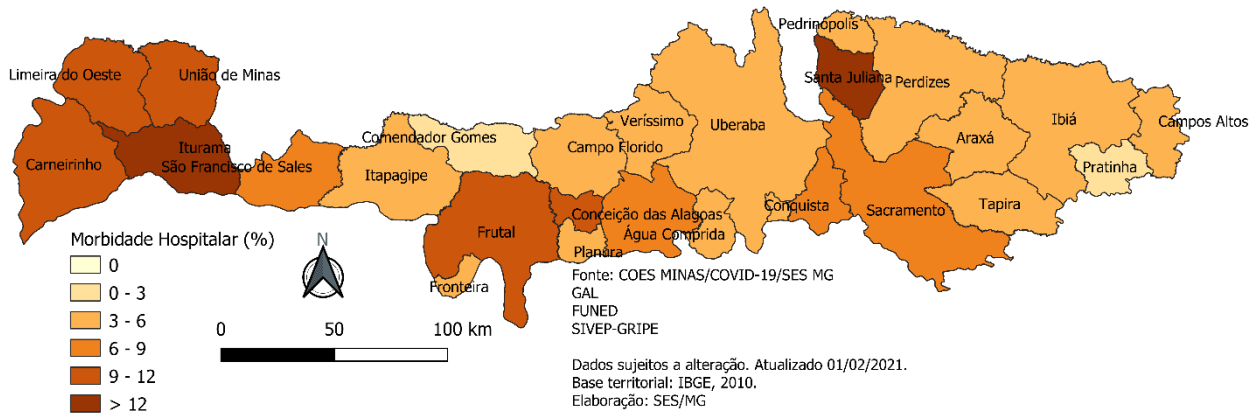 Pedrinópolis
Limeira do Oeste
União de Minas
Santa Juliana
Perdizes
Veríssimo
Uberaba
Ibiá
Campos Altos
Comendador Gomes
Araxá
Iturama
Campo Florido
Carneirinho
São Francisco de Sales
Pratinha
Itapagipe
Tapira
Conquista
Sacramento
Conceição das Alagoas
Frutal
Água Comprida
Planura
Fronteira
Morbidade Hospitalar (%)
0
0 - 3
3 - 6
6 - 9
9 - 12
> 12
N
0 50 100 km
Fonte: COES MINAS/COVID-19/SES MG
GAL
FUNED
SIVEP-GRIPE
Dados sujeitos a alteração. Atualizado 01/02/2021.
Base territorial: IBGE, 2010.
Elaboração: SES/MG